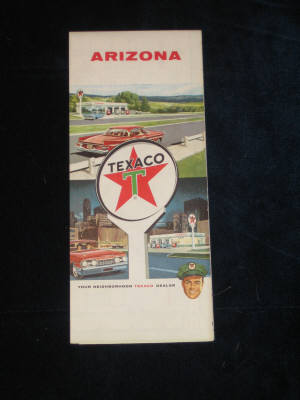 ARIZONA
TEXACO
T
YOUR NEIGHBORHOOD TEXACO DEALER